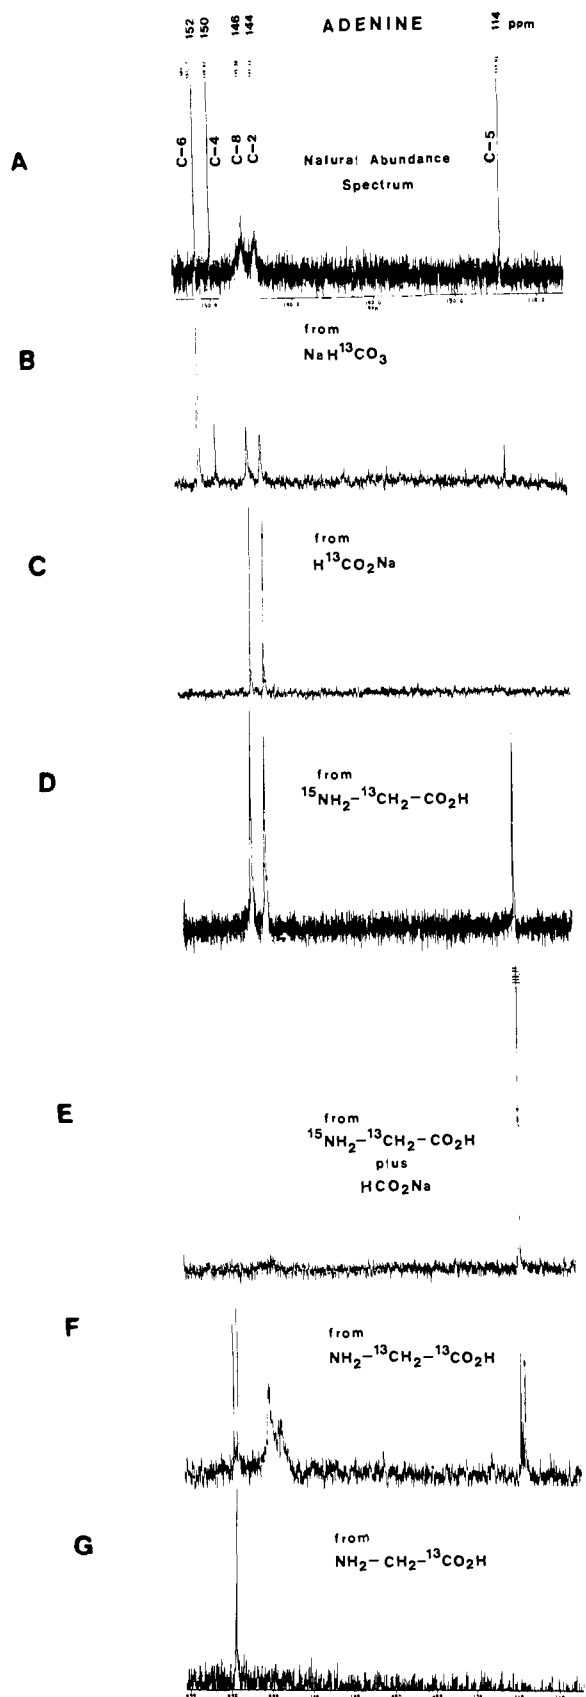 152 150 146 144 ADENINE 114 ppm
C-6 C-4 C-8 C-2 C-5
A
Natural Abundance
Spectrum
B
from
NaH¹³CO₃
C
from
H¹³CO₂Na
D
from
¹⁵NH₂-¹³CH₂-CO₂H
E
from
¹⁵NH₂-¹³CH₂-CO₂H
plus
HCO₂Na
F
from
NH₂-¹³CH₂-¹³CO₂H
G
from
NH₂-CH₂-¹³CO₂H